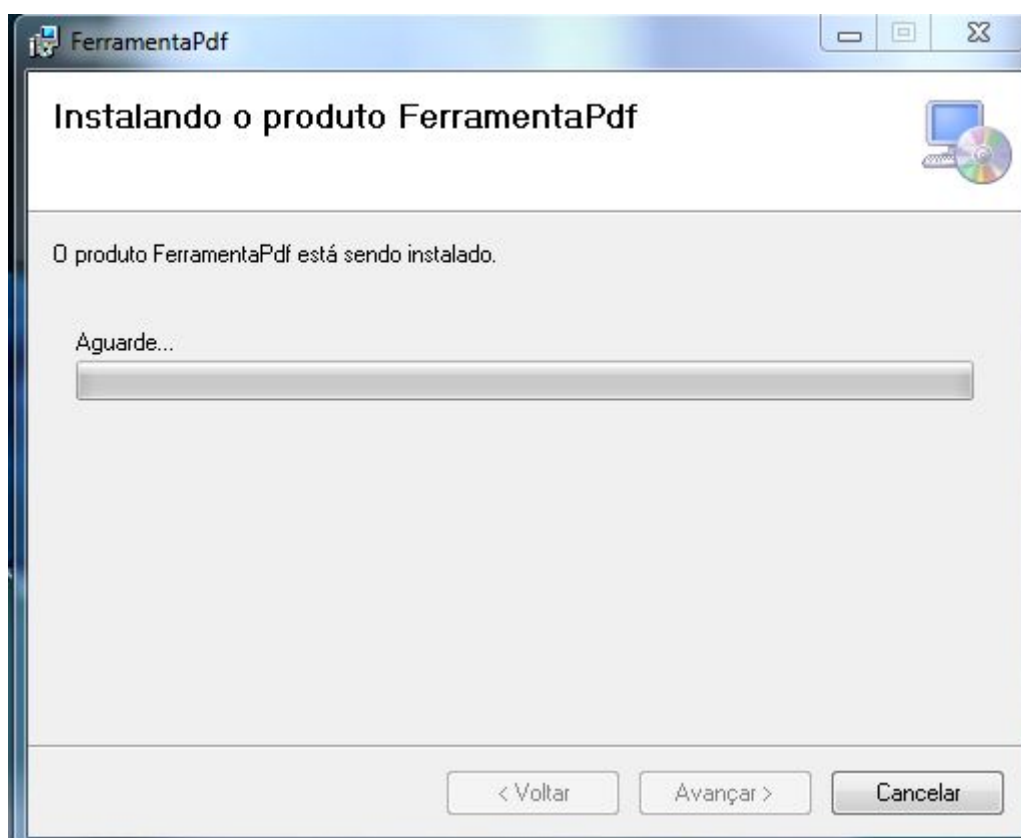 FerramentaPdf
Instalando o produto FerramentaPdf
O produto FerramentaPdf está sendo instalado.
Aguarde...
< Voltar
Avançar >
Cancelar